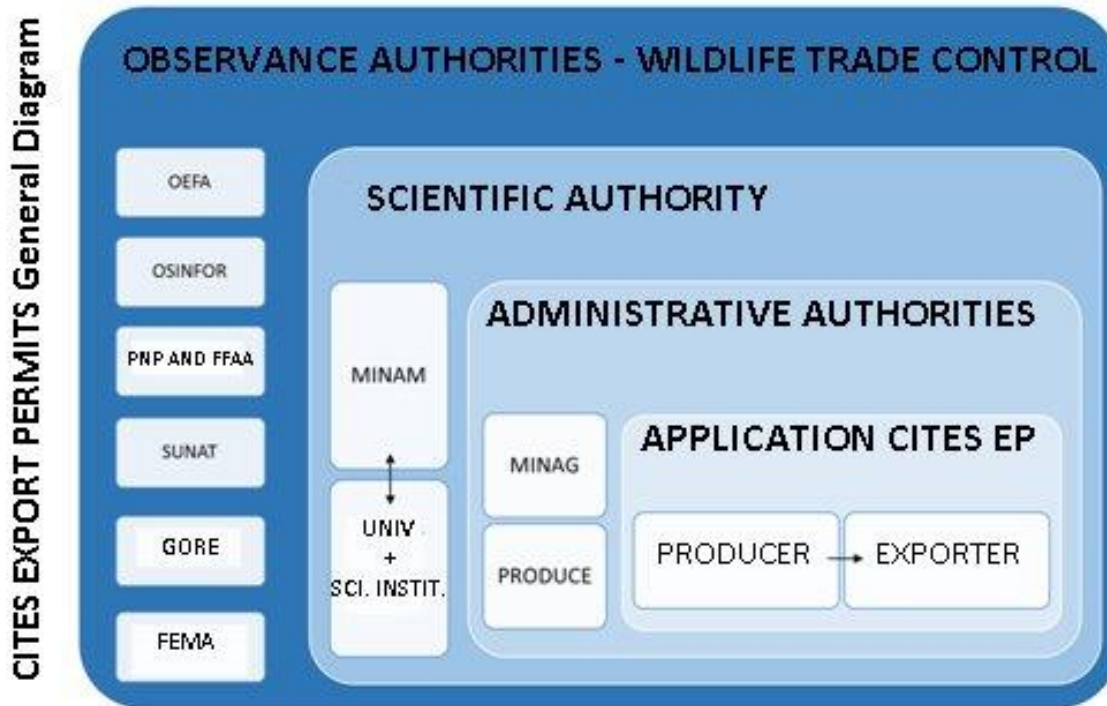 CITES EXPORT PERMITS General Diagram
OBSERVANCE AUTHORITIES - WILDLIFE TRADE CONTROL
OEFA
OSINFOR
PNP AND FFAA
SUNAT
GORE
FEMA
SCIENTIFIC AUTHORITY
MINAM
UNIV
+
SCI. INSTIT.
ADMINISTRATIVE AUTHORITIES
MINAG
PRODUCE
APPLICATION CITES EP
PRODUCER
EXPORTER